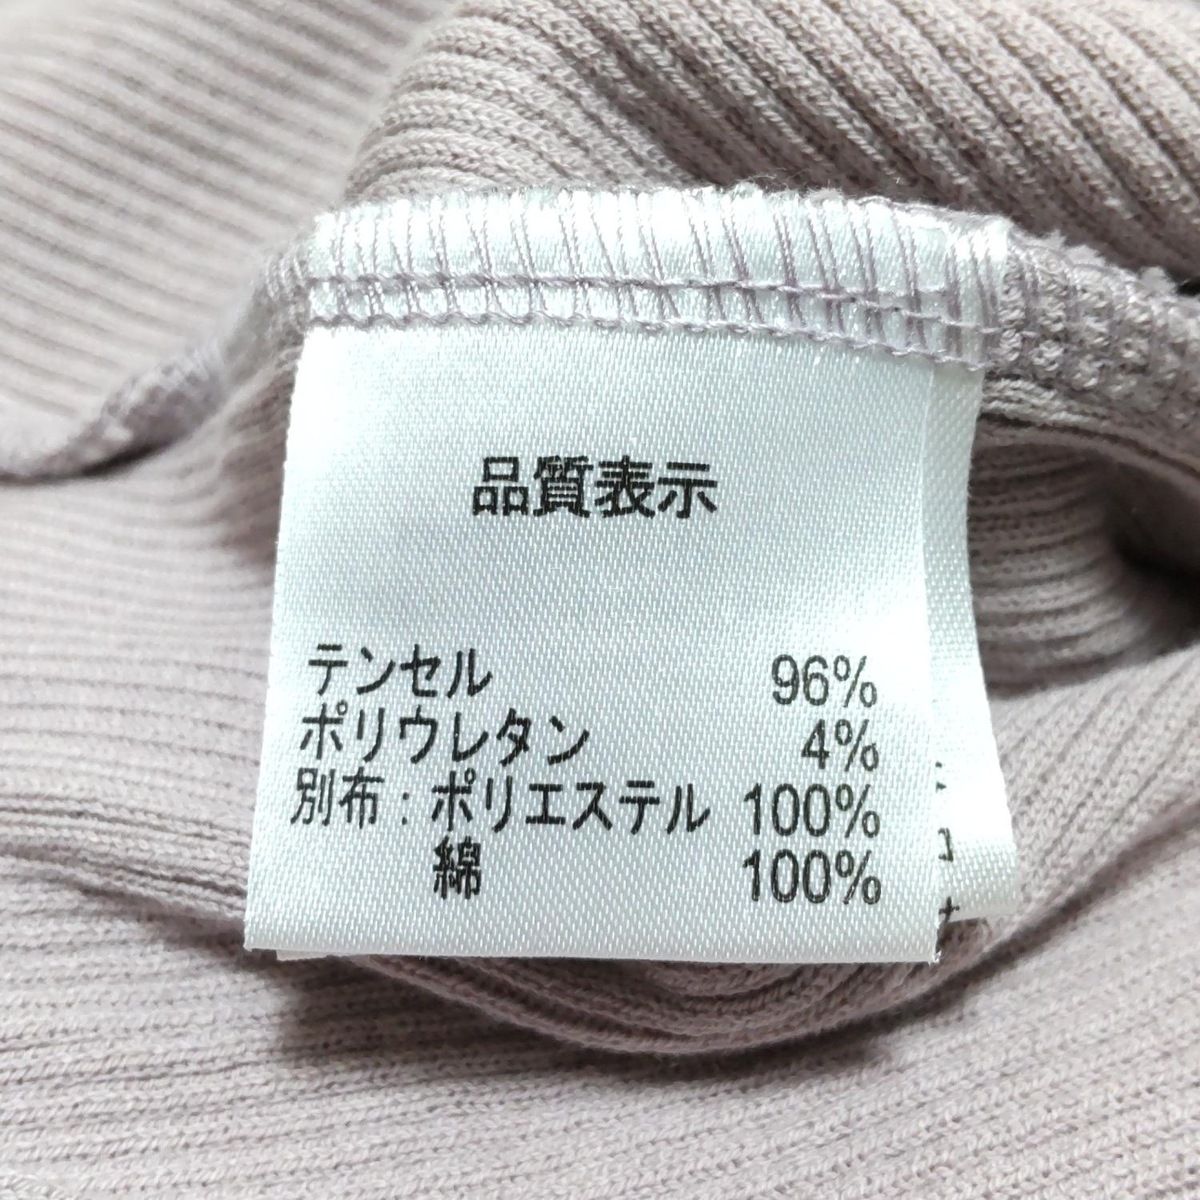 品質表示
テンセル 96%
ポリウレタン 4%
別布:ポリエステル 100%
綿 100%